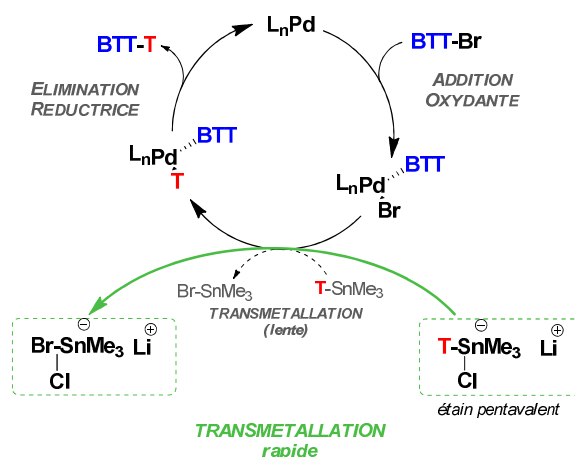 LnPd
BTT-T
BTT-Br
ELIMINATION
REDUCTRICE
ADDITION
OXYDANTE
BTT
LnPd
T
BTT
LnPd
Br
Br-SnMe3
T-SnMe3
TRANSMETALLATION
(lente)
⊖ ⊕
Br-SnMe3 Li
Cl
⊖ ⊕
T-SnMe3 Li
Cl
étain pentavalent
TRANSMETALLATION
rapide